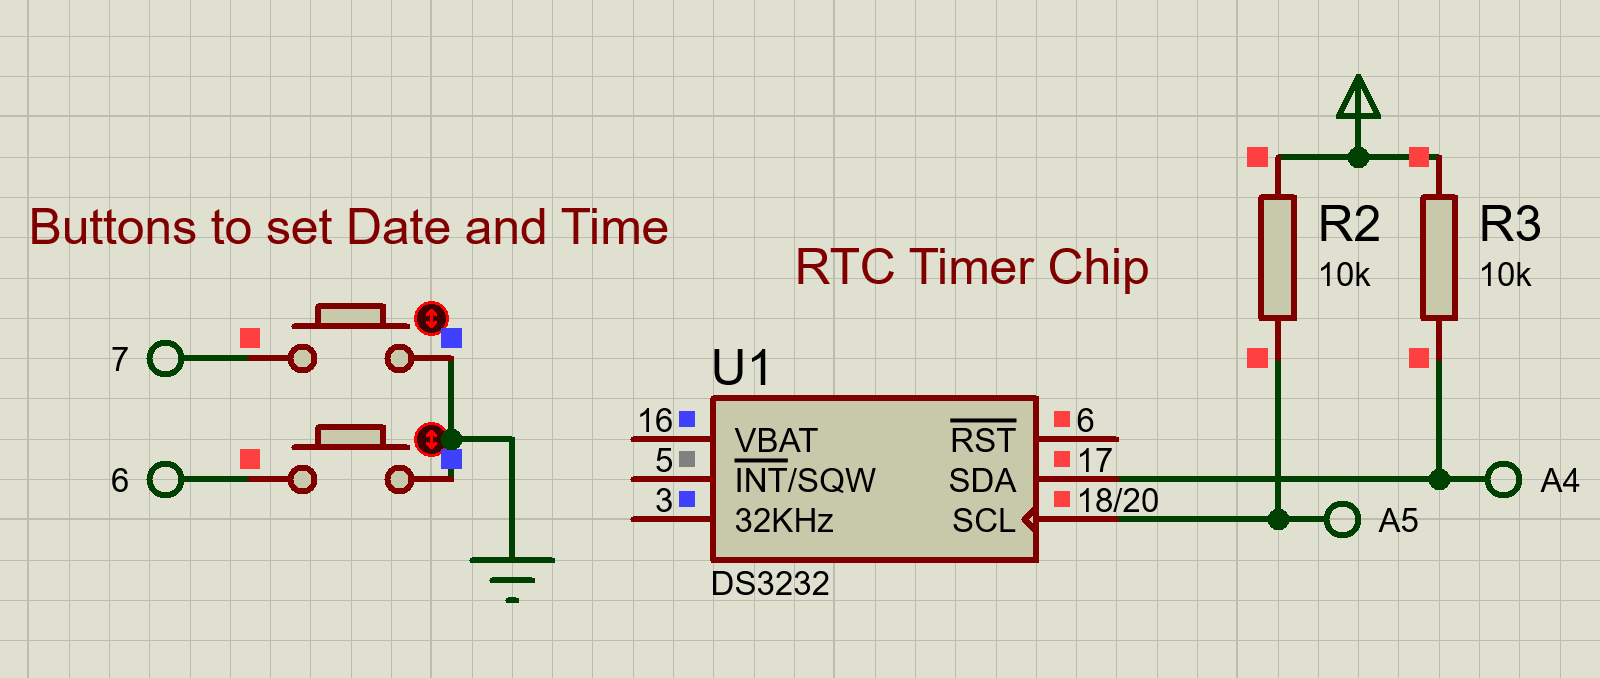 Buttons to set Date and Time
7
6
RTC Timer Chip
U1
16 VBAT RST 6
5 INT/SQW SDA 17
3 32KHz SCL 18/20
DS3232
R2
10k
R3
10k
A4
A5